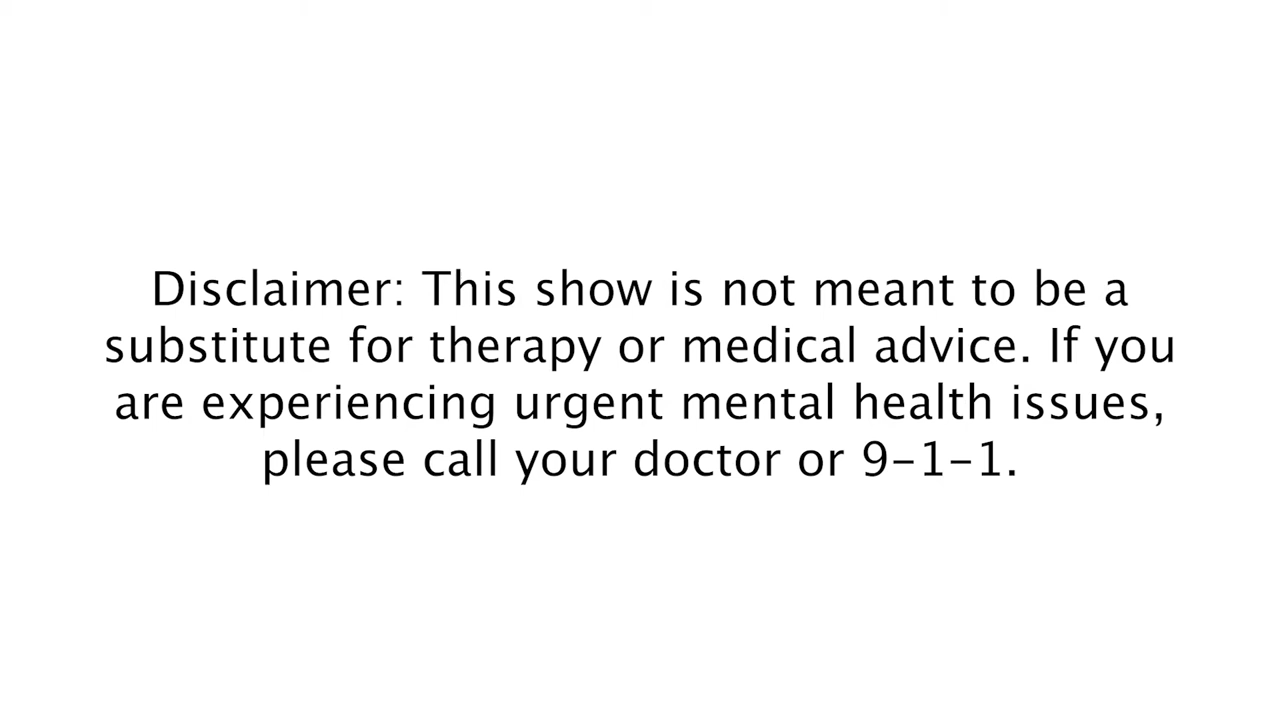 Disclaimer: This show is not meant to be a
substitute for therapy or medical advice. If you
are experiencing urgent mental health issues,
please call your doctor or 9-1-1.